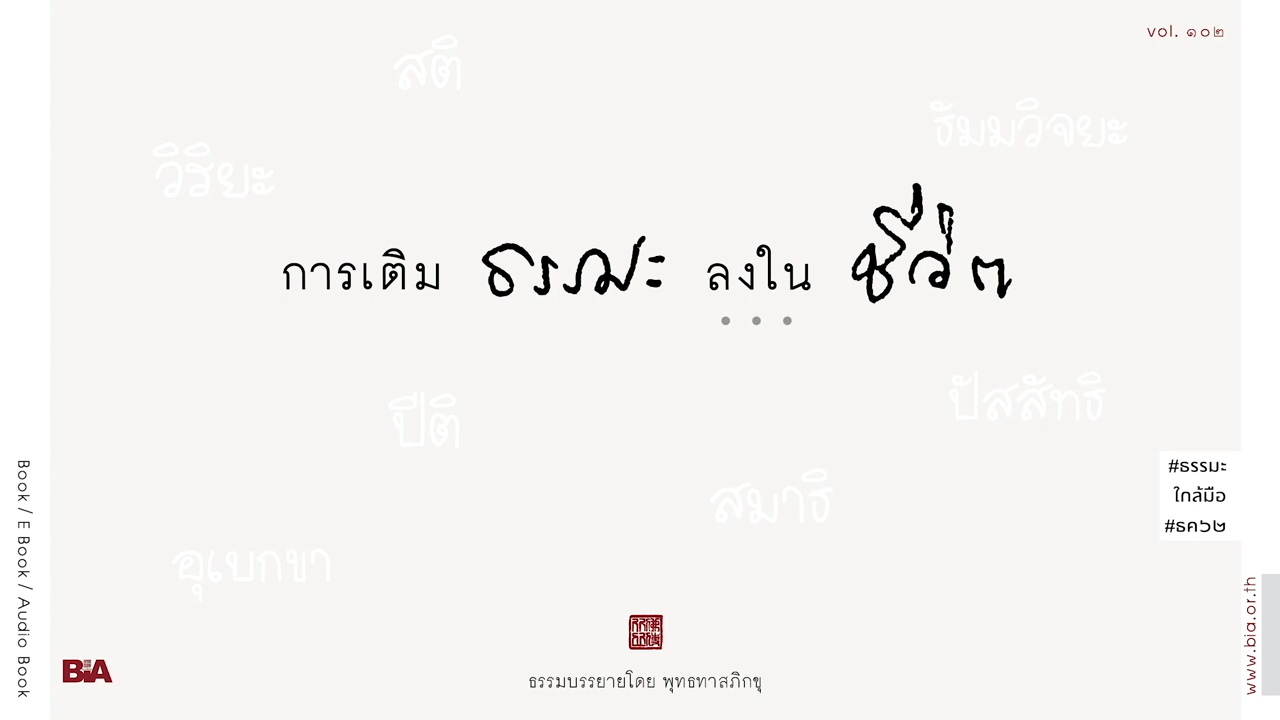 vol. ๑๐๒
สติ
ธัมมวิจยะ
วิริยะ
การเติม ธรรมะ ลงใน ชีวิต
ปัสสัทธิ
ปีติ
#ธรรมะ
ใกล้มือ
#ธค๖๒
สมาธิ
อุเบกขา
Book / E Book / Audio Book
www.bia.or.th
BIA
ธรรมบรรยายโดย พุทธทาสภิกขุ